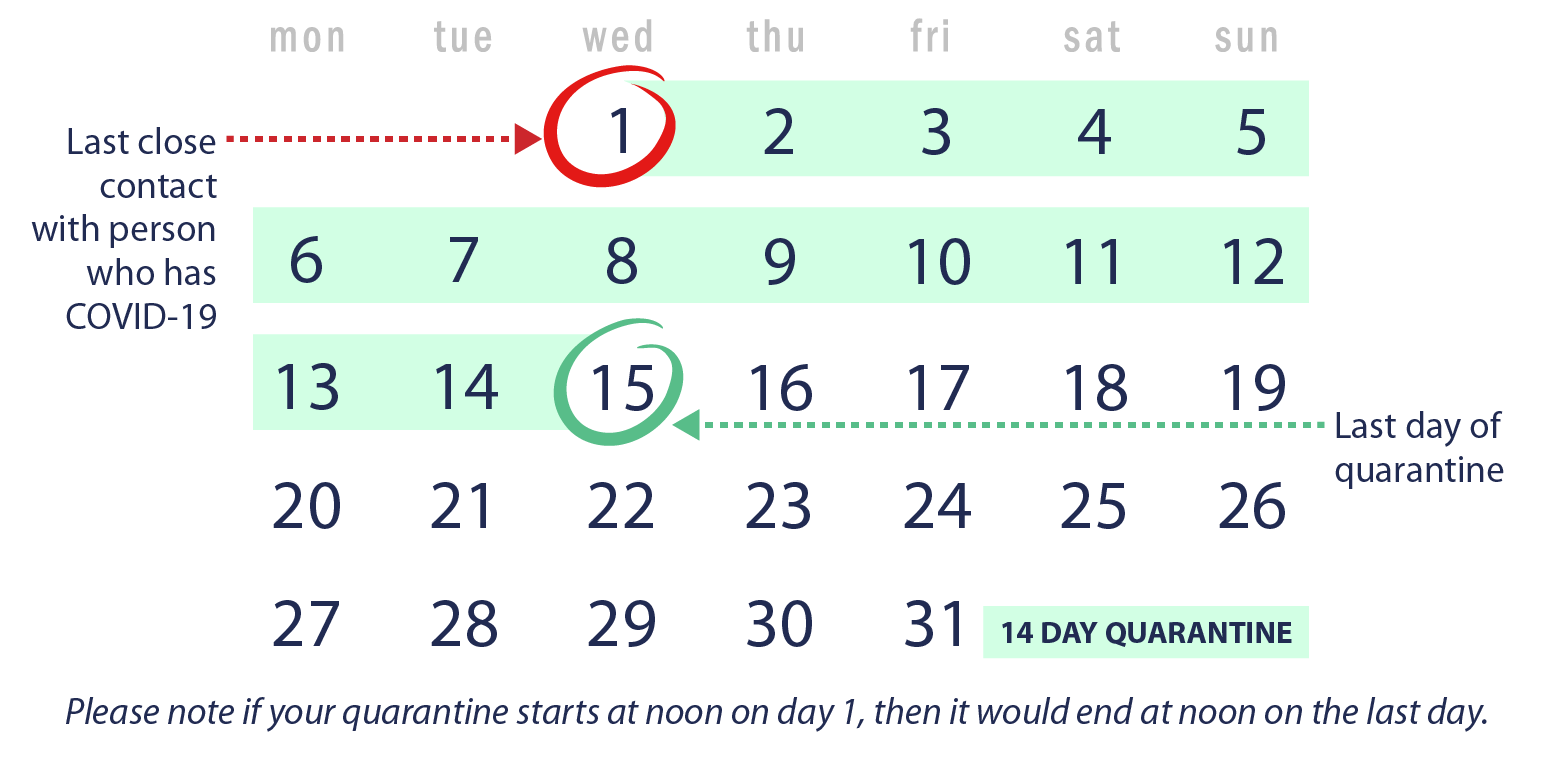 mon tue wed thu fri sat sun
1 2 3 4 5
Last close
contact
with person
who has
COVID-19
6 7 8 9 10 11 12
13 14 15 16 17 18 19
Last day of
quarantine
20 21 22 23 24 25 26
27 28 29 30 31
14 DAY QUARANTINE
Please note if your quarantine starts at noon on day 1, then it would end at noon on the last day.